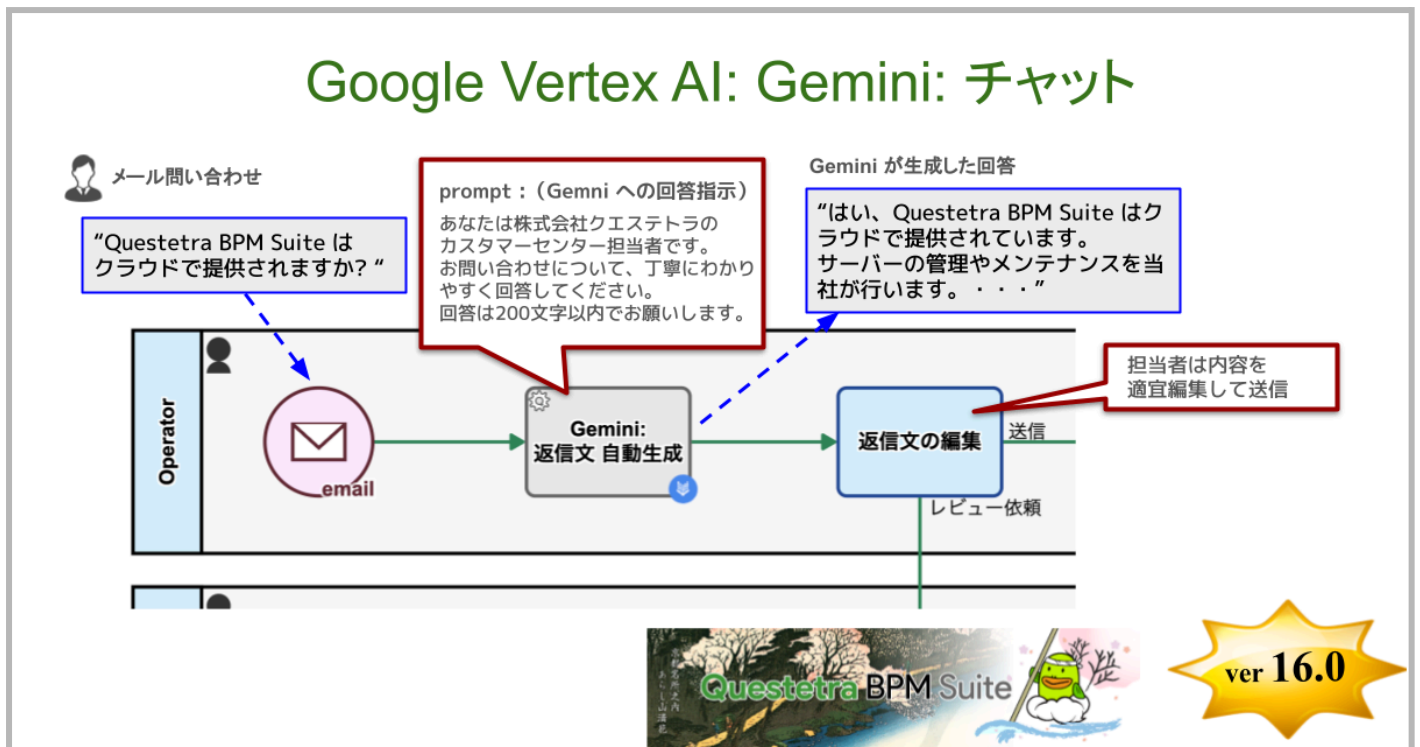 Google Vertex AI: Gemini: チャット
メール問い合わせ
“Questetra BPM Suite は
クラウドで提供されますか? “
prompt :（Gemni への回答指示）
あなたは株式会社クエステトラの
カスタマーセンター担当者です。
お問い合わせについて、丁寧にわかり
やすく回答してください。
回答は200文字以内でお願いします。
Gemini が生成した回答
“はい、Questetra BPM Suite はク
ラウドで提供されています。
サーバーの管理やメンテナンスを当
社が行います。・・・”
担当者は内容を
適宜編集して送信
Operator
email
Gemini:
返信文 自動生成
返信文の編集
送信
レビュー依頼
Questetra BPM Suite
ver 16.0